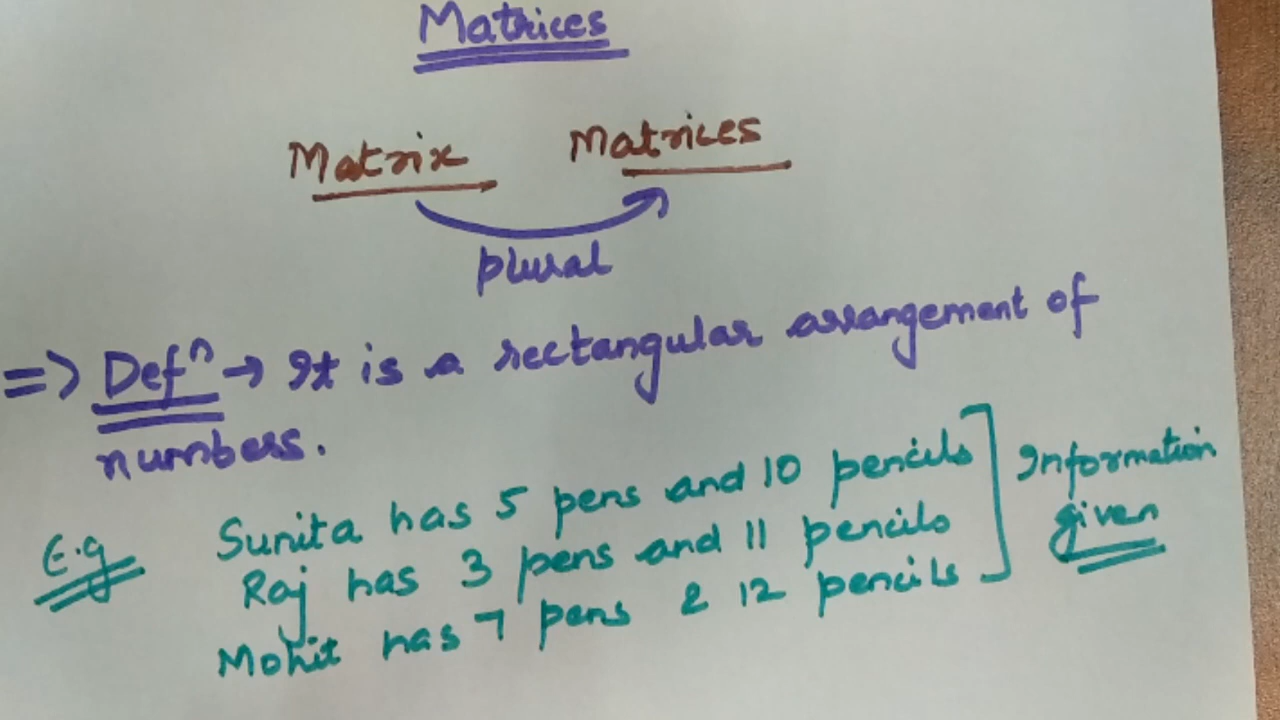 Matrices
Matrix Matrices
plural
=> Defⁿ → It is a rectangular arrangement of
numbers.
E.g Sunita has 5 pens and 10 pencils
Raj has 3 pens and 11 pencils
Mohit has 7 pens & 12 pencils
Information
given